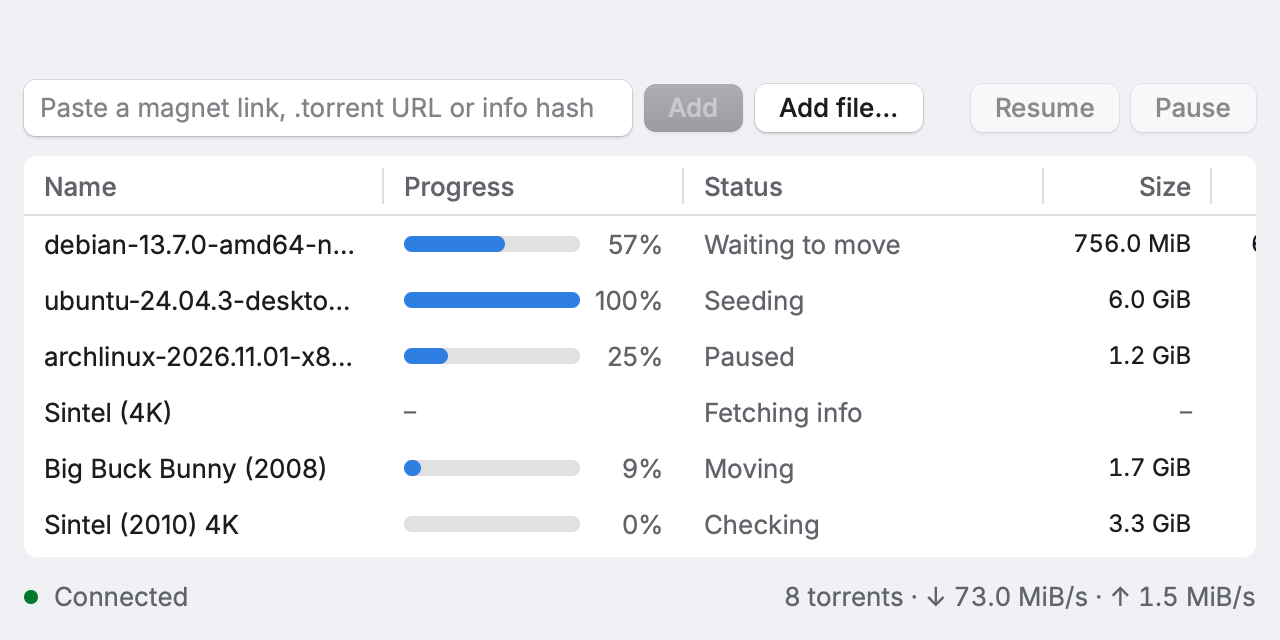 Paste a magnet link, .torrent URL or info hash Add Add file... Resume Pause
Name Progress Status Size
debian-13.7.0-amd64-n... 57% Waiting to move 756.0 MiB
ubuntu-24.04.3-deskto... 100% Seeding 6.0 GiB
archlinux-2026.11.01-x8... 25% Paused 1.2 GiB
Sintel (4K) – Fetching info –
Big Buck Bunny (2008) 9% Moving 1.7 GiB
Sintel (2010) 4K 0% Checking 3.3 GiB
Connected 8 torrents · ↓ 73.0 MiB/s · ↑ 1.5 MiB/s